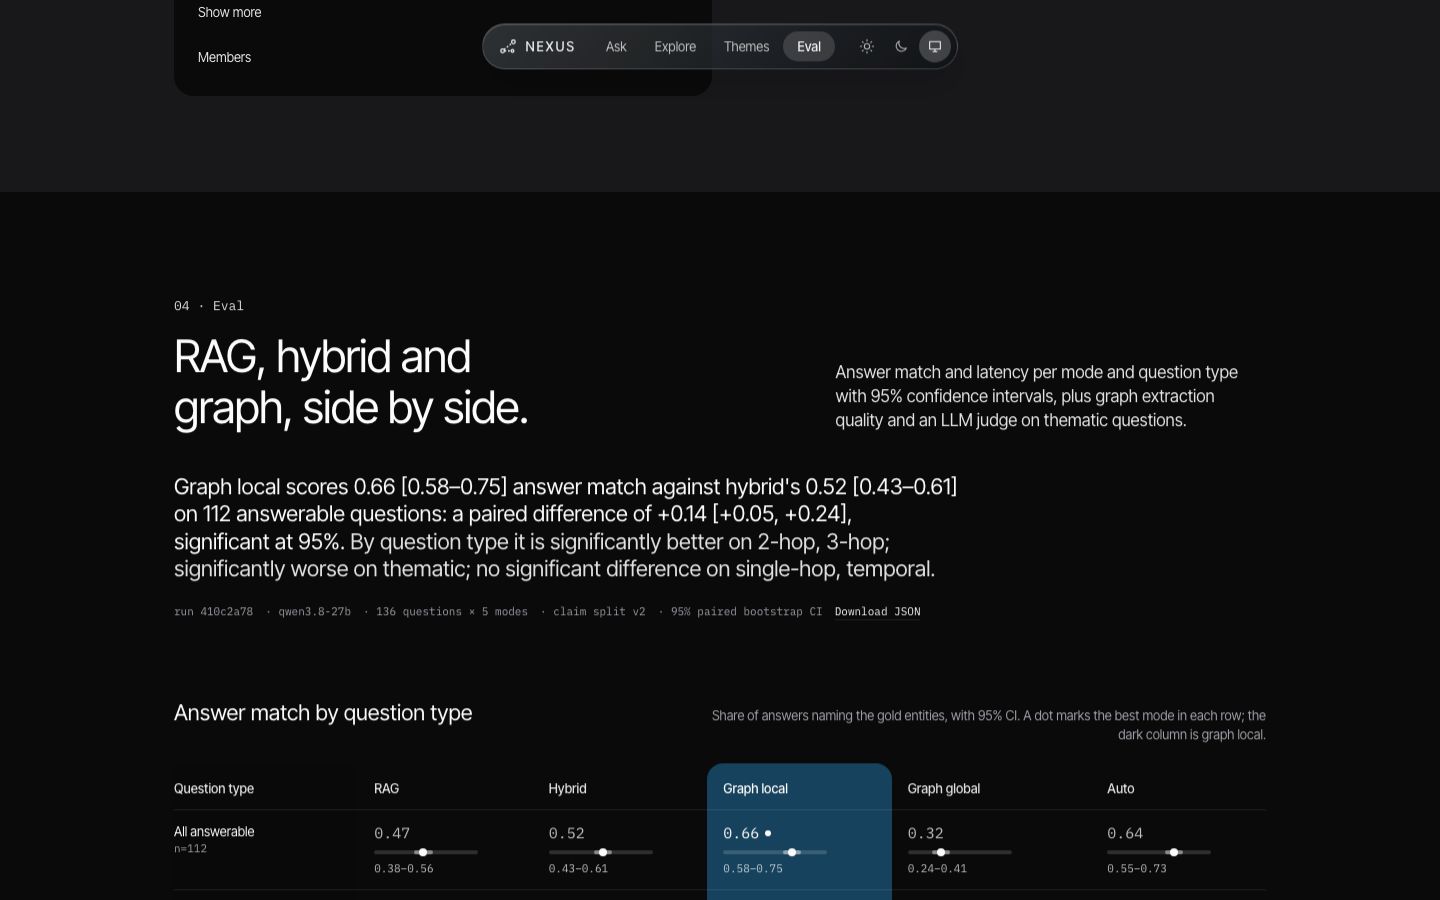 Show more
NEXUS Ask Explore Themes Eval
Members
04 · Eval
RAG, hybrid and
graph, side by side.
Answer match and latency per mode and question type
with 95% confidence intervals, plus graph extraction
quality and an LLM judge on thematic questions.
Graph local scores 0.66 [0.58–0.75] answer match against hybrid's 0.52 [0.43–0.61]
on 112 answerable questions: a paired difference of +0.14 [+0.05, +0.24],
significant at 95%. By question type it is significantly better on 2-hop, 3-hop;
significantly worse on thematic; no significant difference on single-hop, temporal.
run 410c2a78 · qwen3.8-27b · 136 questions × 5 modes · claim split v2 · 95% paired bootstrap CI Download JSON
Answer match by question type
Share of answers naming the gold entities, with 95% CI. A dot marks the best mode in each row; the
dark column is graph local.
Question type RAG Hybrid Graph local Graph global Auto
All answerable 0.47 0.52 0.66 0.32 0.64
n=112
0.38–0.56 0.43–0.61 0.58–0.75 0.24–0.41 0.55–0.73